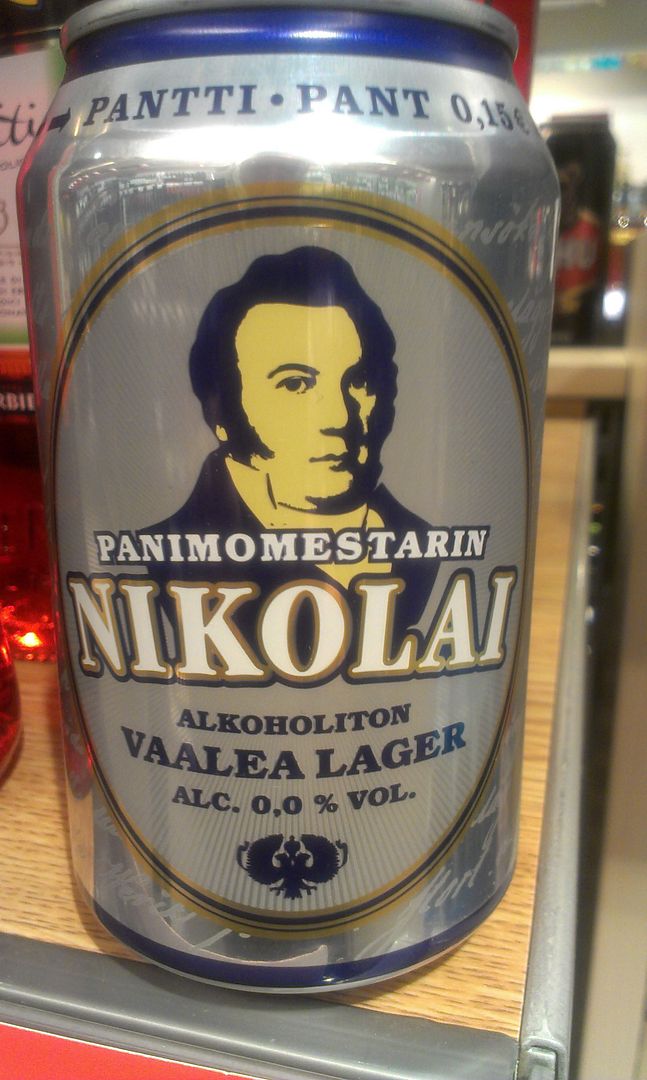 PANTTI • PANT 0,15€
PANIMOMESTARIN
NIKOLAI
ALKOHOLITON
VAALEA LAGER
ALC. 0,0 % VOL.